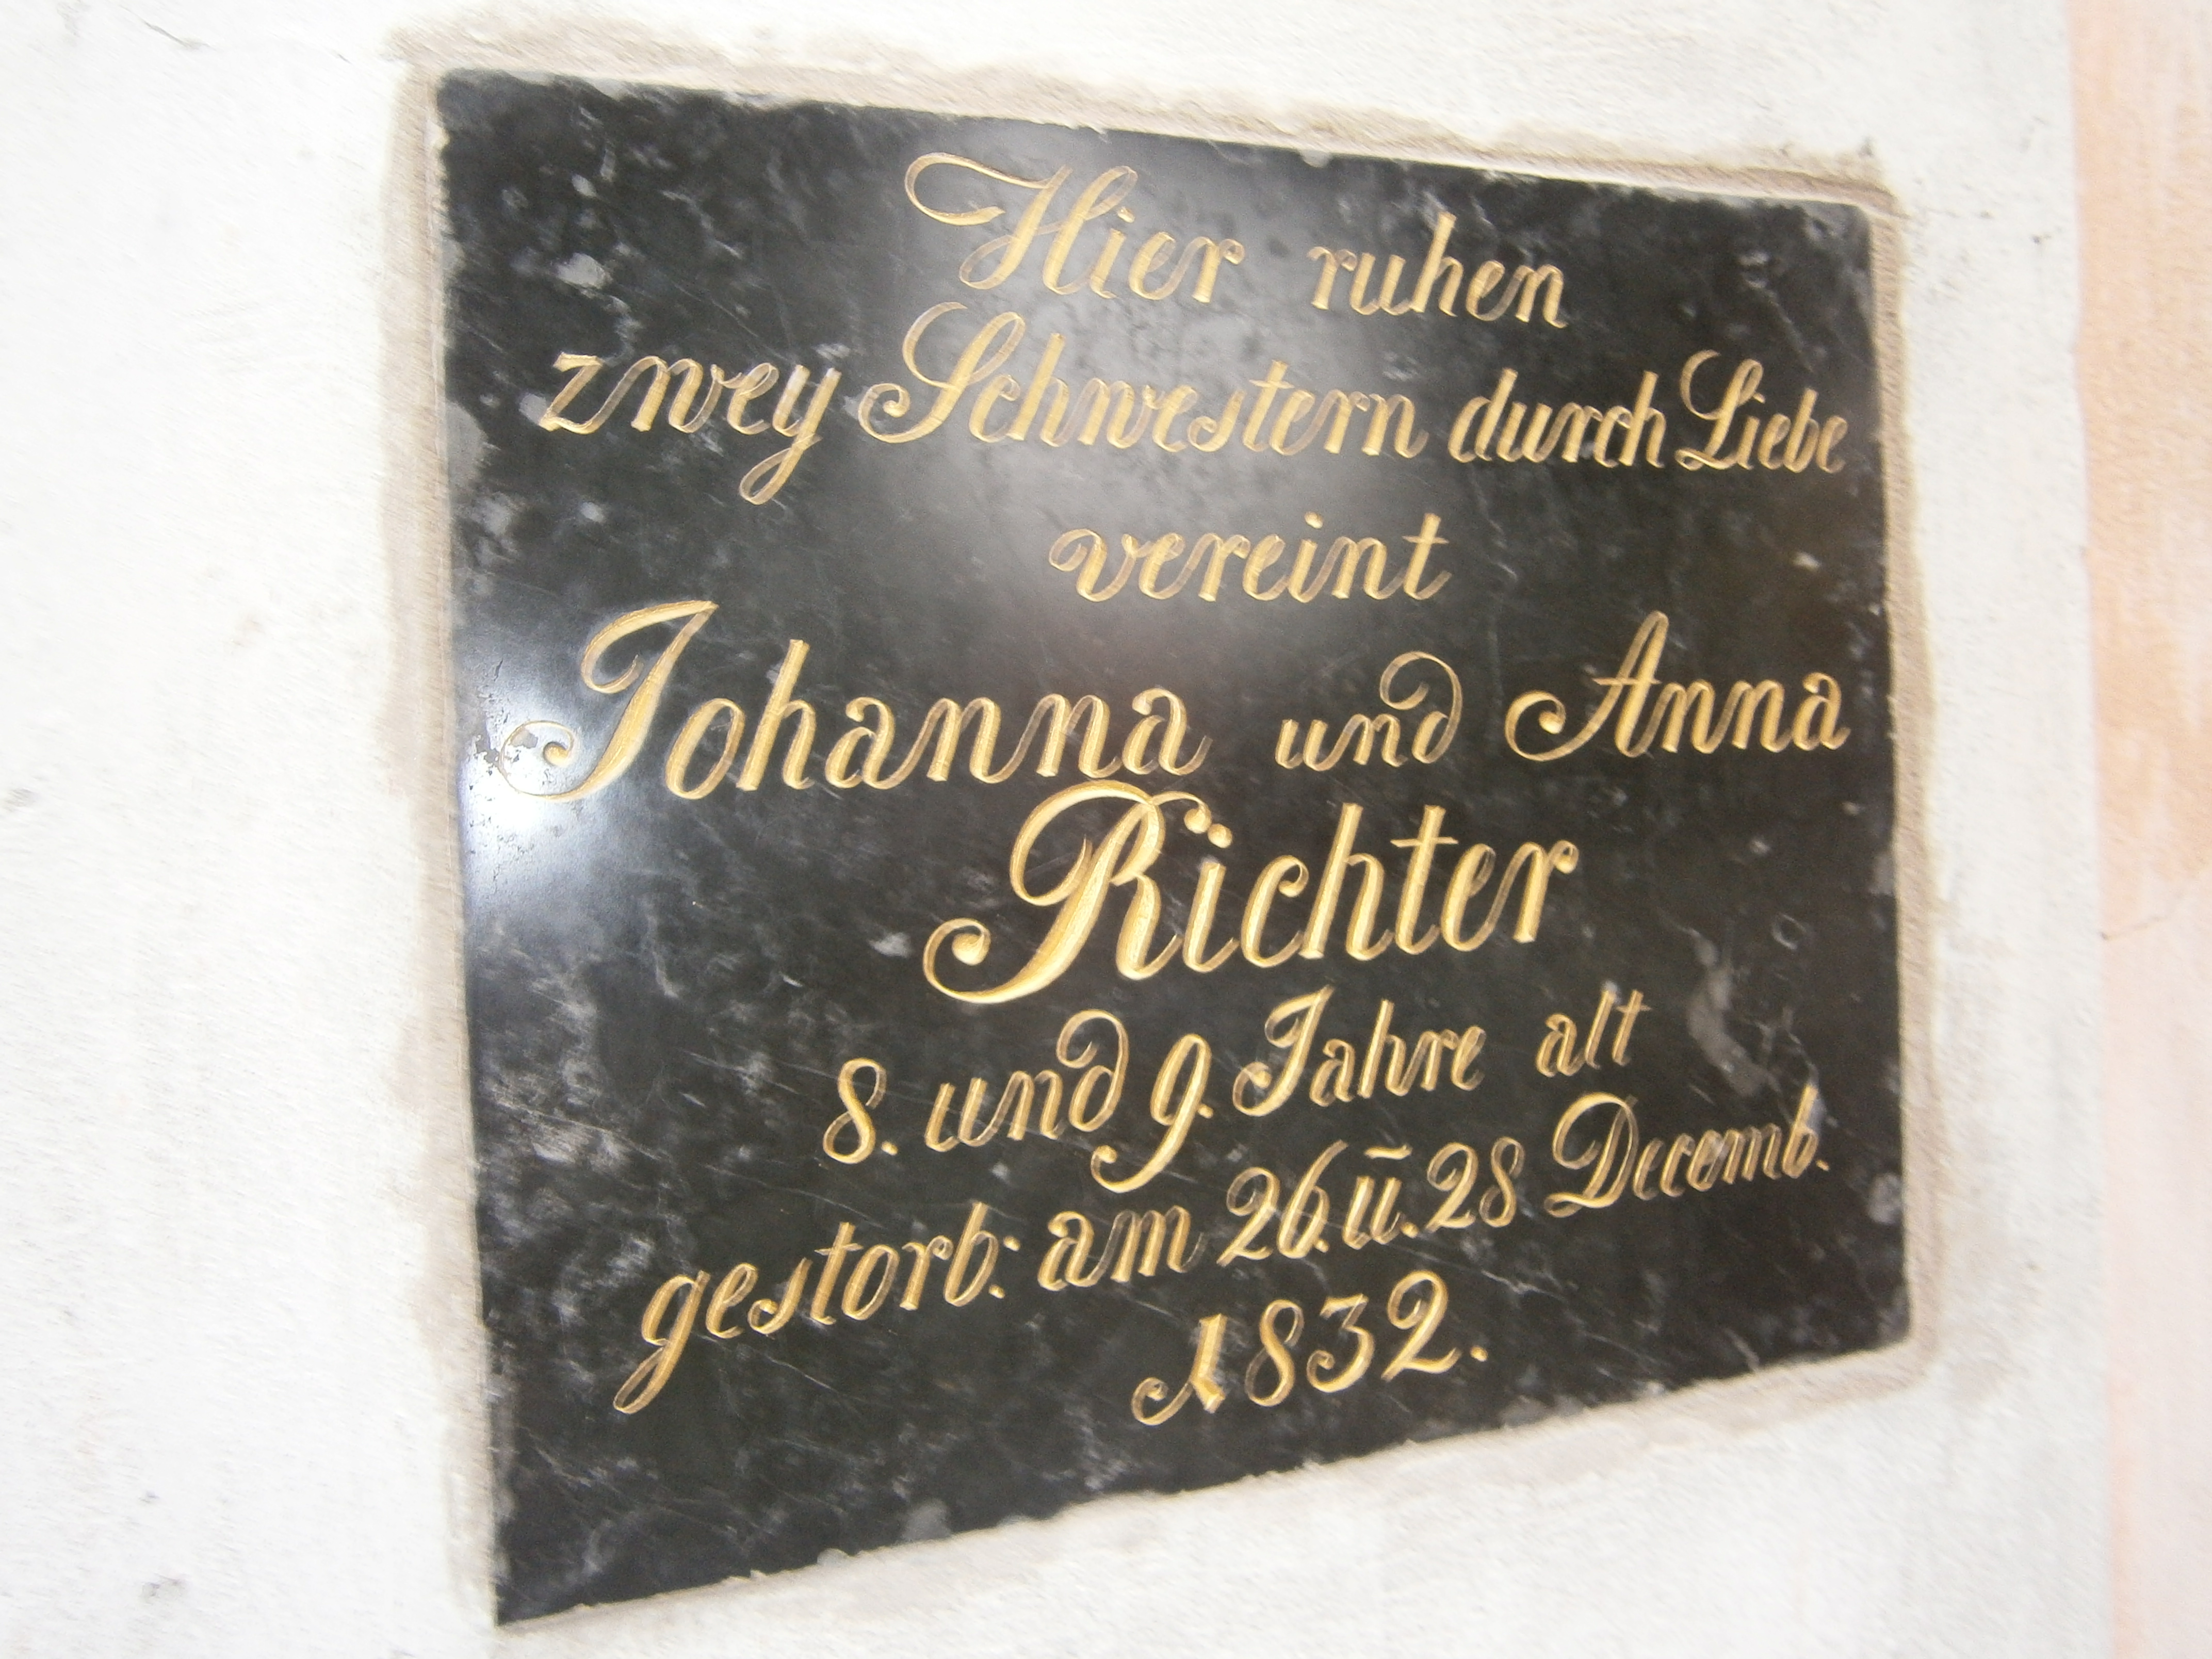 Hier ruhen
zwey Schwestern durch Liebe
vereint
Johanna und Anna
Richter
8. und 9. Jahre alt
gestorb: am 26. ū. 28 Decemb.
1832.